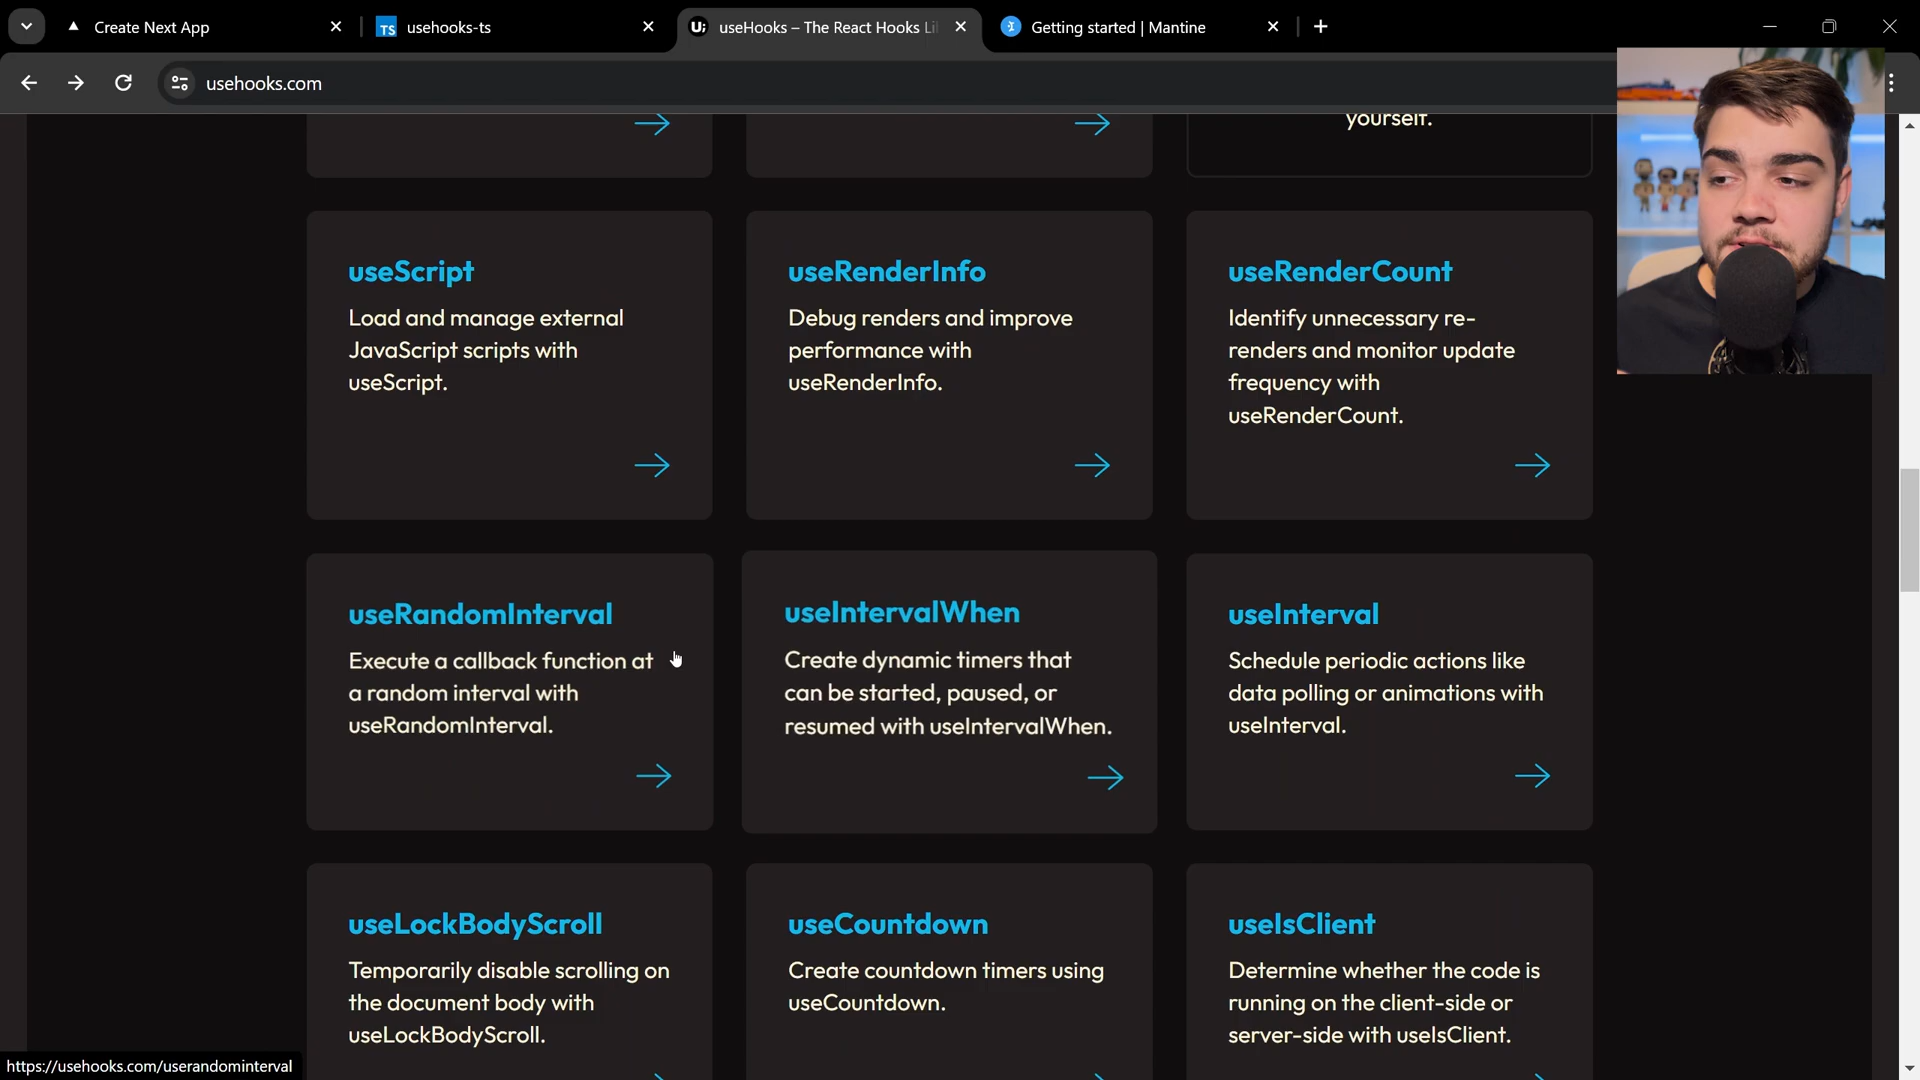 Create Next App
usehooks-ts
useHooks – The React Hooks Li
Getting started | Mantine
usehooks.com
yourself.
useScript
Load and manage external
JavaScript scripts with
useScript.
useRenderInfo
Debug renders and improve
performance with
useRenderInfo.
useRenderCount
Identify unnecessary re-
renders and monitor update
frequency with
useRenderCount.
useRandomInterval
Execute a callback function at
a random interval with
useRandomInterval.
useIntervalWhen
Create dynamic timers that
can be started, paused, or
resumed with useIntervalWhen.
useInterval
Schedule periodic actions like
data polling or animations with
useInterval.
useLockBodyScroll
Temporarily disable scrolling on
the document body with
useLockBodyScroll.
useCountdown
Create countdown timers using
useCountdown.
useIsClient
Determine whether the code is
running on the client-side or
server-side with useIsClient.
https://usehooks.com/userandominterval